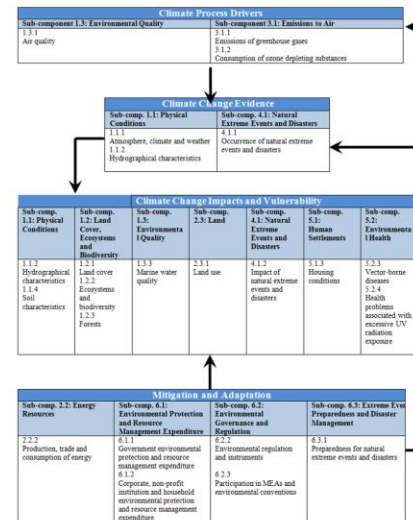 Climate Process Drivers
Sub-component 1.3: Environmental Quality
1.3.1
Air quality
Sub-component 3.1: Emissions to Air
3.1.1
Emissions of greenhouse gases
3.1.2
Consumption of ozone depleting substances
Climate Change Evidence
Sub-comp. 1.1: Physical
Conditions
1.1.1
Atmosphere, climate and weather
1.1.2
Hydrographical characteristics
Sub-comp. 4.1: Natural
Extreme Events and Disasters
4.1.1
Occurrence of natural extreme
events and disasters
Climate Change Impacts and Vulnerability
Sub-comp.
1.1: Physical
Conditions
1.1.2
Hydrographical
characteristics
1.1.4
Soil
characteristics
Sub-comp.
1.2: Land
Cover,
Ecosystems
and
Biodiversity
1.2.1
Land cover
1.2.2
Ecosystems
and
biodiversity
1.2.3
Forests
Sub-comp.
1.3:
Environmenta
l Quality
1.3.3
Marine water
quality
Sub-comp.
2.3: Land
2.3.1
Land use
Sub-comp.
4.1: Natural
Extreme
Events and
Disasters
4.1.2
Impact of
natural extreme
events and
disasters
Sub-comp.
5.1:
Human
Settlements
5.1.3
Housing
conditions
Sub-comp.
5.2:
Environmenta
l Health
5.2.3
Vector-borne
diseases
5.2.4
Health
problems
associated with
excessive UV
radiation
exposure
Mitigation and Adaptation
Sub-comp. 2.2: Energy
Resources
2.2.2
Production, trade and
consumption of energy
Sub-comp. 6.1:
Environmental Protection
and Resource
Management Expenditure
6.1.1
Government environmental
protection and resource
management expenditure
6.1.2
Corporate, non-profit
institution and household
environmental protection
and resource management
expenditure
Sub-comp. 6.2:
Environmental
Governance and
Regulation
6.2.2
Environmental regulation
and instruments
6.2.3
Participation in MEAs and
environmental conventions
Sub-comp. 6.3: Extreme Eve
Preparedness and Disaster
Management
6.3.1
Preparedness for natural
extreme events and disasters